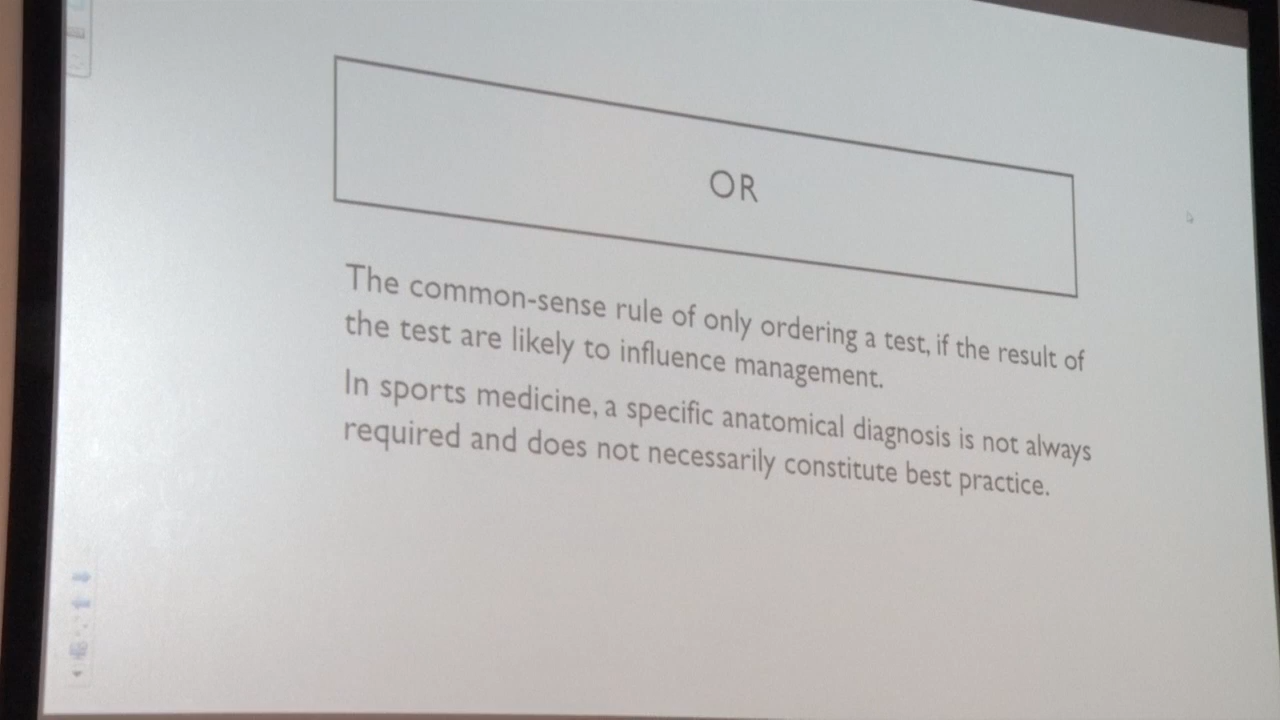 OR
The common-sense rule of only ordering a test, if the result of
the test are likely to influence management.
In sports medicine, a specific anatomical diagnosis is not always
required and does not necessarily constitute best practice.